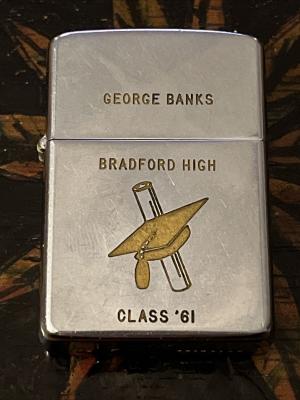 GEORGE BANKS
BRADFORD HIGH
CLASS '61